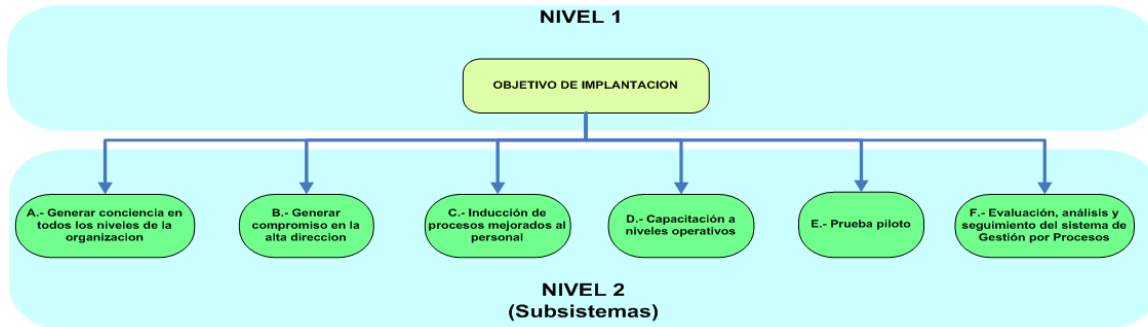 NIVEL 1
OBJETIVO DE IMPLANTACION
A.- Generar conciencia en
todos los niveles de la
organizacion
B.- Generar
compromiso en la
alta direccion
C.- Inducción de
procesos mejorados al
personal
D.- Capacitación a
niveles operativos
E.- Prueba piloto
F.- Evaluación, análisis y
seguimiento del sistema de
Gestión por Procesos
NIVEL 2
(Subsistemas)